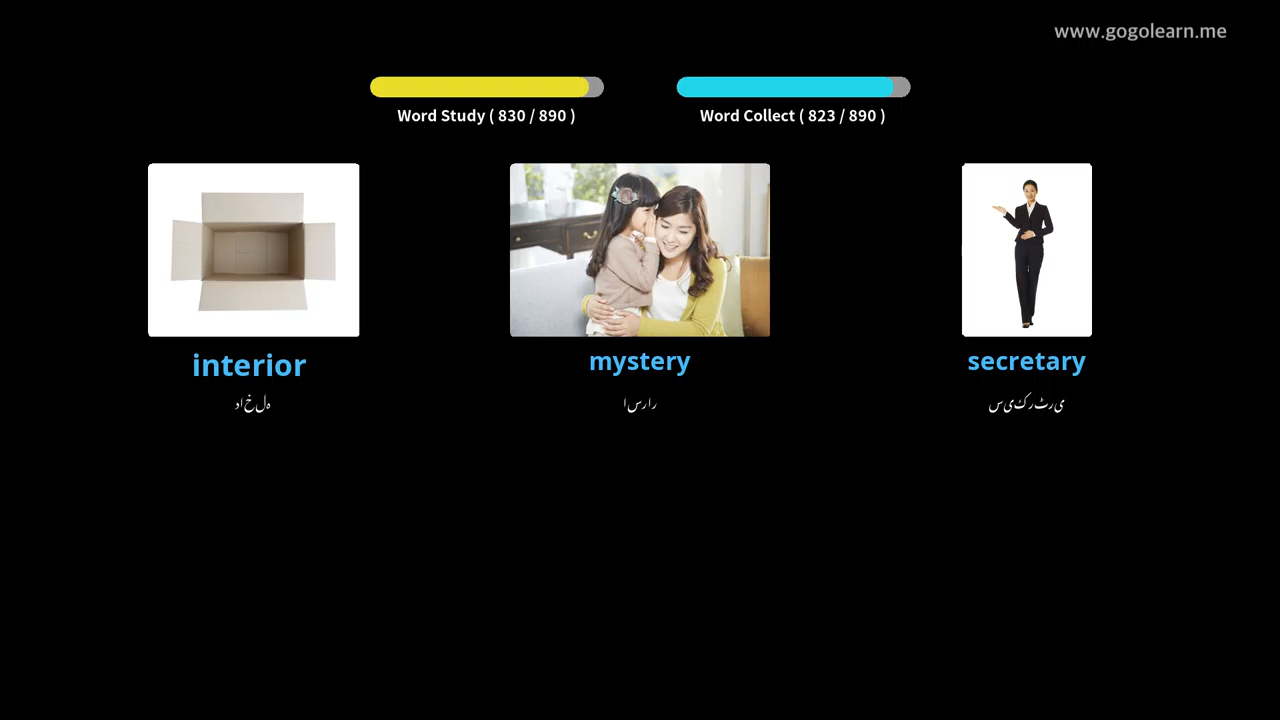 www.gogolearn.me
Word Study ( 830 / 890 )
Word Collect ( 823 / 890 )
interior
mystery
secretary
داخلہ
اسرار
سیکرٹری